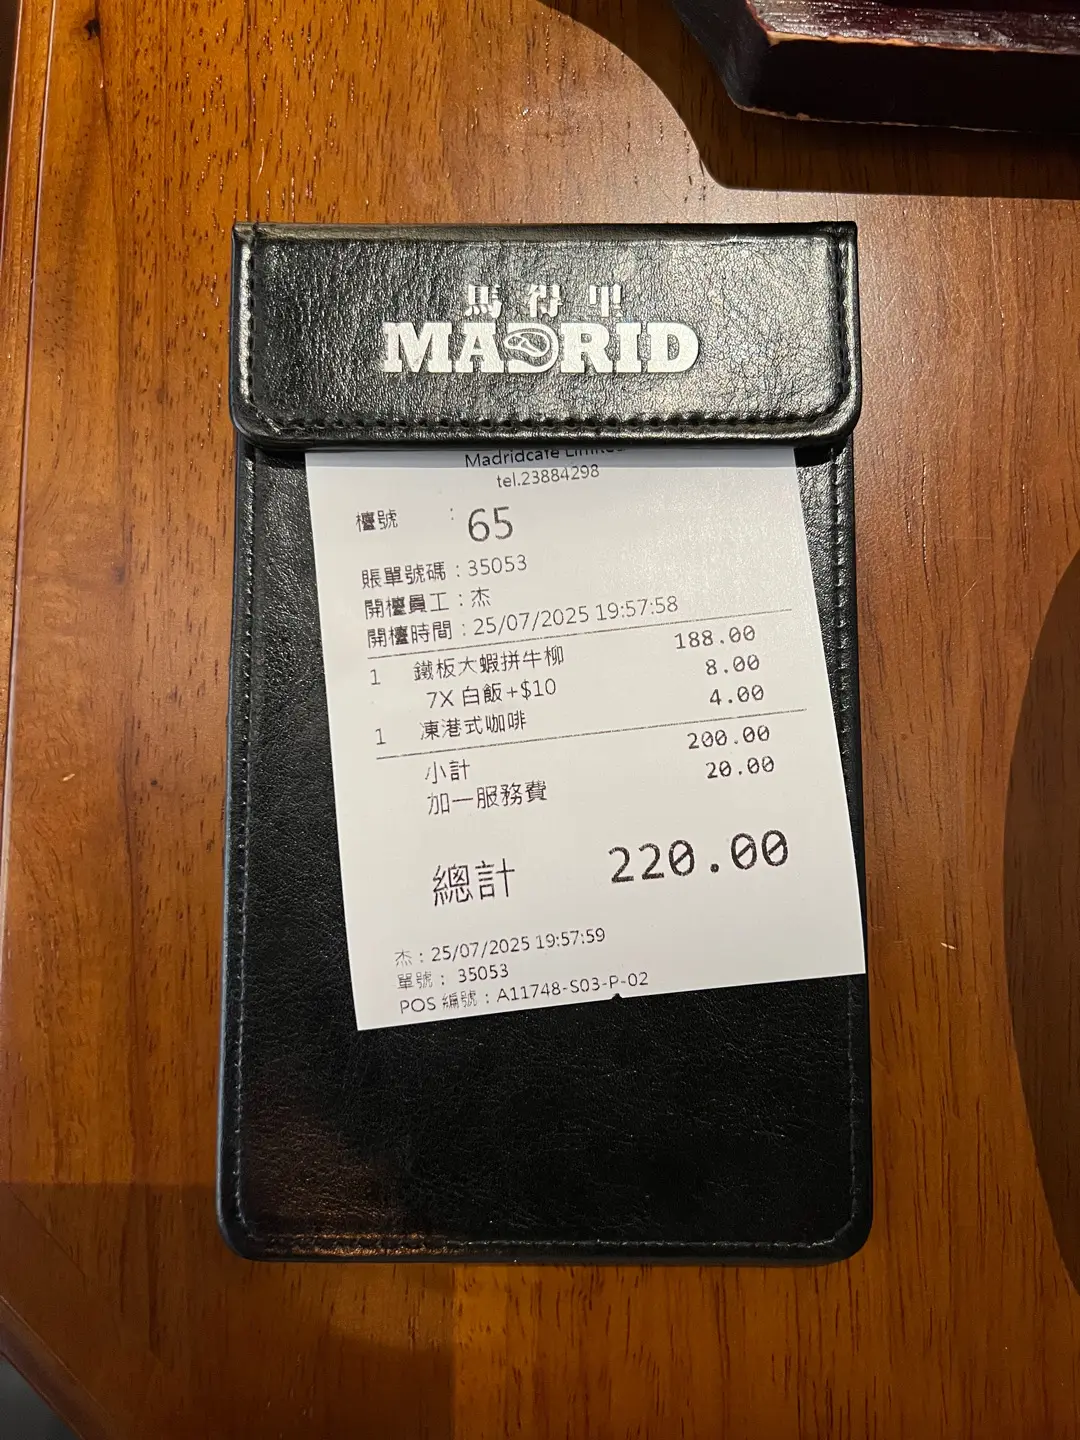 馬得甲
MADRID
Madridcafe Limited
tel.23884298
檯號 : 65
賬單號碼 : 35053
開檯員工 : 杰
開檯時間 : 25/07/2025 19:57:58
1 鐵板大蝦拼牛柳 188.00
7X 白飯+$10 8.00
1 凍港式咖啡 4.00
小計 200.00
加一服務費 20.00
總計 220.00
杰 : 25/07/2025 19:57:59
單號 : 35053
POS 編號 : A11748-S03-P-02